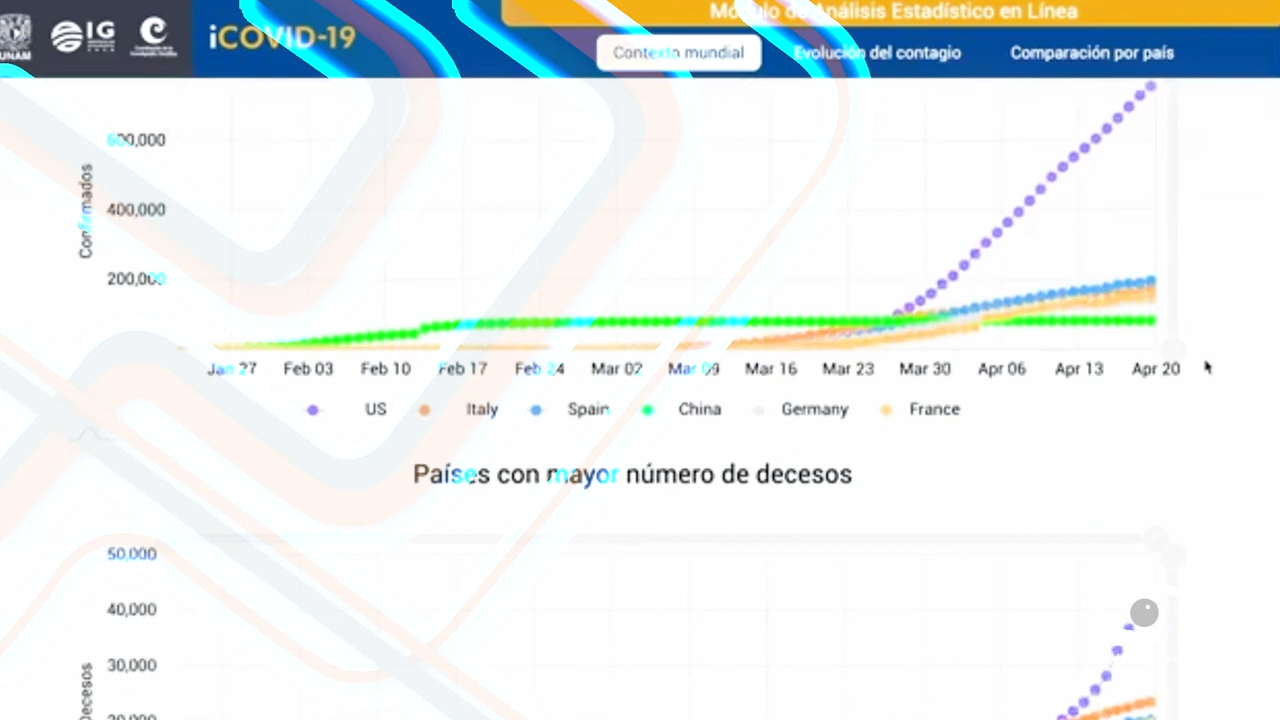 Módulo de Análisis Estadístico en Línea
UNAM
IG
iCOVID-19
Contexto mundial
Evolución del contagio
Comparación por país
600,000
400,000
200,000
Confirmados
Jan 27 Feb 03 Feb 10 Feb 17 Feb 24 Mar 02 Mar 09 Mar 16 Mar 23 Mar 30 Apr 06 Apr 13 Apr 20
US Italy Spain China Germany France
Países con mayor número de decesos
50,000
40,000
30,000
Decesos